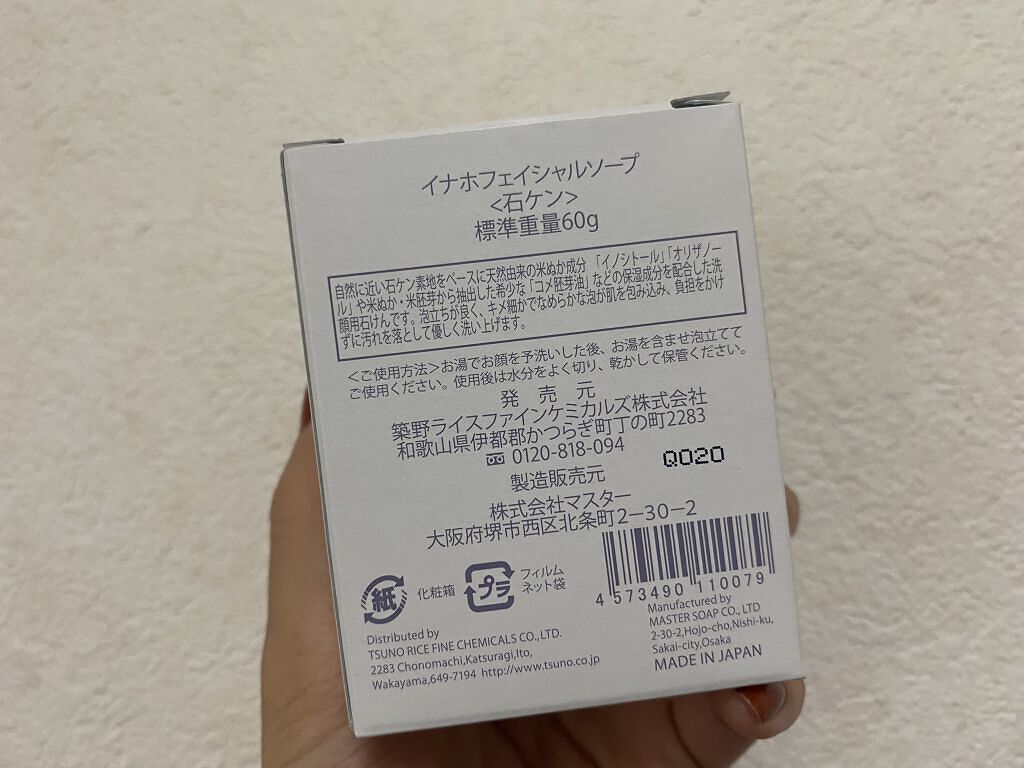 イナホフェイシャルソープ
<石ケン>
標準重量60g
自然に近い石ケン素地をベースに天然由来の米ぬか成分 「イノシトール」「オリザノー
ル」や米ぬか・米胚芽から抽出した希少な「コメ胚芽油」などの保湿成分を配合した洗
顔用石けんです。泡立ちが良く、キメ細かでなめらかな泡が肌を包み込み、負担をかけ
ずに汚れを落として優しく洗い上げます。
<ご使用方法>お湯でお顔を予洗いした後、お湯を含ませ泡立てて
ご使用ください。使用後は水分をよく切り、乾かして保管ください。
発 売 元
築野ライスファインケミカルズ株式会社
和歌山県伊都郡かつらぎ町丁の町2283
0120-818-094
Q020
製造販売元
株式会社マスター
大阪府堺市西区北条町2-30-2
紙
化粧箱
プラ
フィルム
ネット袋
4 573490 110079
Distributed by
TSUNO RICE FINE CHEMICALS CO.,LTD.
2283 Chonomachi,Katsuragi,Ito,
Wakayama,649-7194 http://www.tsuno.co.jp
Manufactured by
MASTER SOAP CO., LTD
2-30-2,Hojo-cho,Nishi-ku,
Sakai-city,Osaka
MADE IN JAPAN